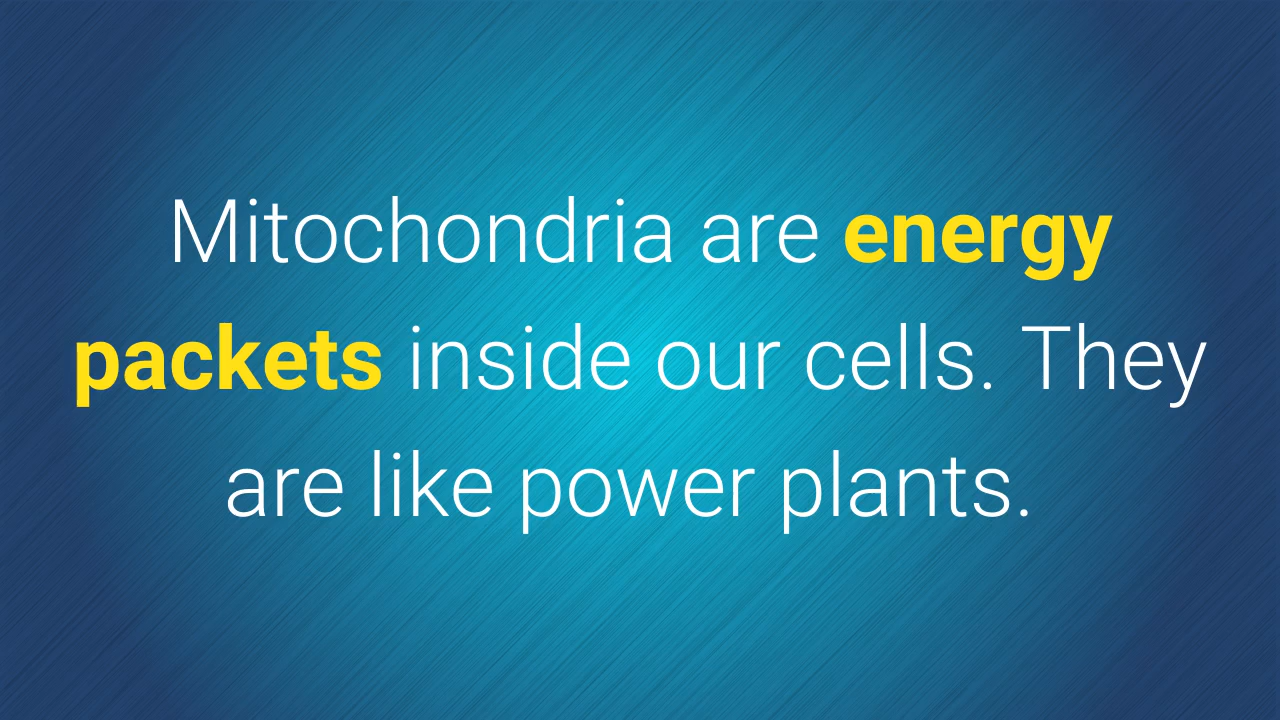 Mitochondria are energy
packets inside our cells. They
are like power plants.